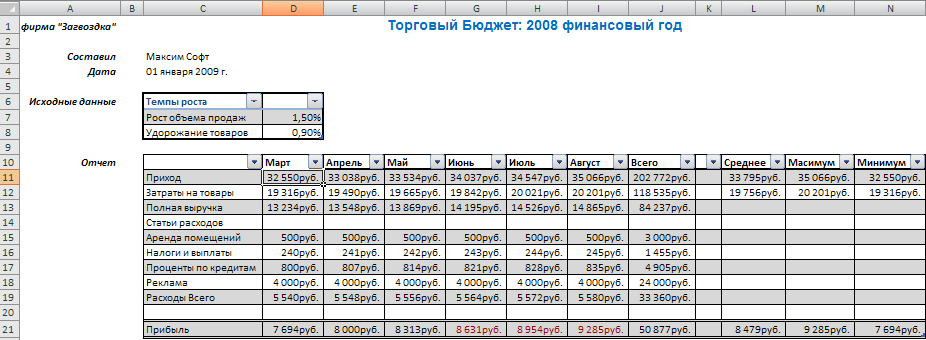 A B C D E F G H I J K L M N
1 фирма "Загвоздка" Торговый Бюджет: 2008 финансовый год
2
3 Составил Максим Софт
4 Дата 01 января 2009 г.
5
6 Исходные данные Темпы роста
7 Рост объема продаж 1,50%
8 Удорожание товаров 0,90%
9
10 Отчет Март Апрель Май Июнь Июль Август Всего Среднее Масимум Минимум
11 Приход 32 550руб. 33 038руб. 33 534руб. 34 037руб. 34 547руб. 35 066руб. 202 772руб. 33 795руб. 35 066руб. 32 550руб.
12 Затраты на товары 19 316руб. 19 490руб. 19 665руб. 19 842руб. 20 021руб. 20 201руб. 118 535руб. 19 756руб. 20 201руб. 19 316руб.
13 Полная выручка 13 234руб. 13 548руб. 13 869руб. 14 195руб. 14 526руб. 14 865руб. 84 237руб.
14 Статьи расходов
15 Аренда помещений 500руб. 500руб. 500руб. 500руб. 500руб. 500руб. 3 000руб.
16 Налоги и выплаты 240руб. 241руб. 242руб. 243руб. 244руб. 245руб. 1 455руб.
17 Проценты по кредитам 800руб. 807руб. 814руб. 821руб. 828руб. 835руб. 4 905руб.
18 Реклама 4 000руб. 4 000руб. 4 000руб. 4 000руб. 4 000руб. 4 000руб. 24 000руб.
19 Расходы Всего 5 540руб. 5 548руб. 5 556руб. 5 564руб. 5 572руб. 5 580руб. 33 360руб.
20
21 Прибыль 7 694руб. 8 000руб. 8 313руб. 8 631руб. 8 954руб. 9 285руб. 50 877руб. 8 479руб. 9 285руб. 7 694руб.